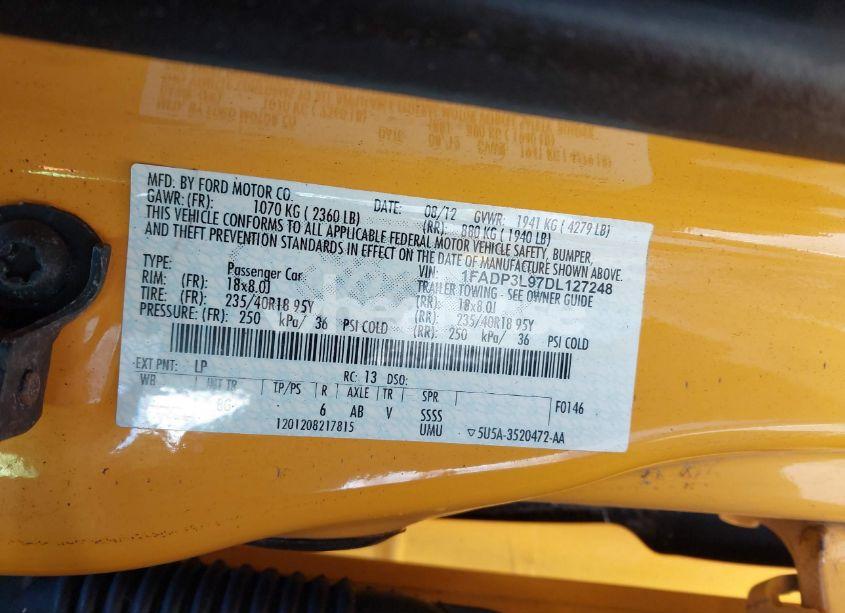 MFD. BY FORD MOTOR CO.
DATE: 08/12 GVWR: 1941 KG ( 4279 LB)
GAWR: (FR): 1070 KG ( 2360 LB) (RR): 880 KG ( 1940 LB)
THIS VEHICLE CONFORMS TO ALL APPLICABLE FEDERAL MOTOR VEHICLE SAFETY, BUMPER,
AND THEFT PREVENTION STANDARDS IN EFFECT ON THE DATE OF MANUFACTURE SHOWN ABOVE.
VIN: 1FADP3L97DL127248
TYPE: Passenger Car TRAILER TOWING - SEE OWNER GUIDE
RIM: (FR): 18x8.0J (RR): 18x8.0J
TIRE: (FR): 235/40R18 95Y (RR): 235/40R18 95Y
PRESSURE: (FR): 250 kPa/ 36 PSI COLD (RR): 250 kPa/ 36 PSI COLD
EXT PNT: LP RC: 13 DSO: F0146
WB INT TR TP/PS R AXLE TR SPR
6 AB V SSSS
1201208217815 UMU ▽5U5A-3520472-AA